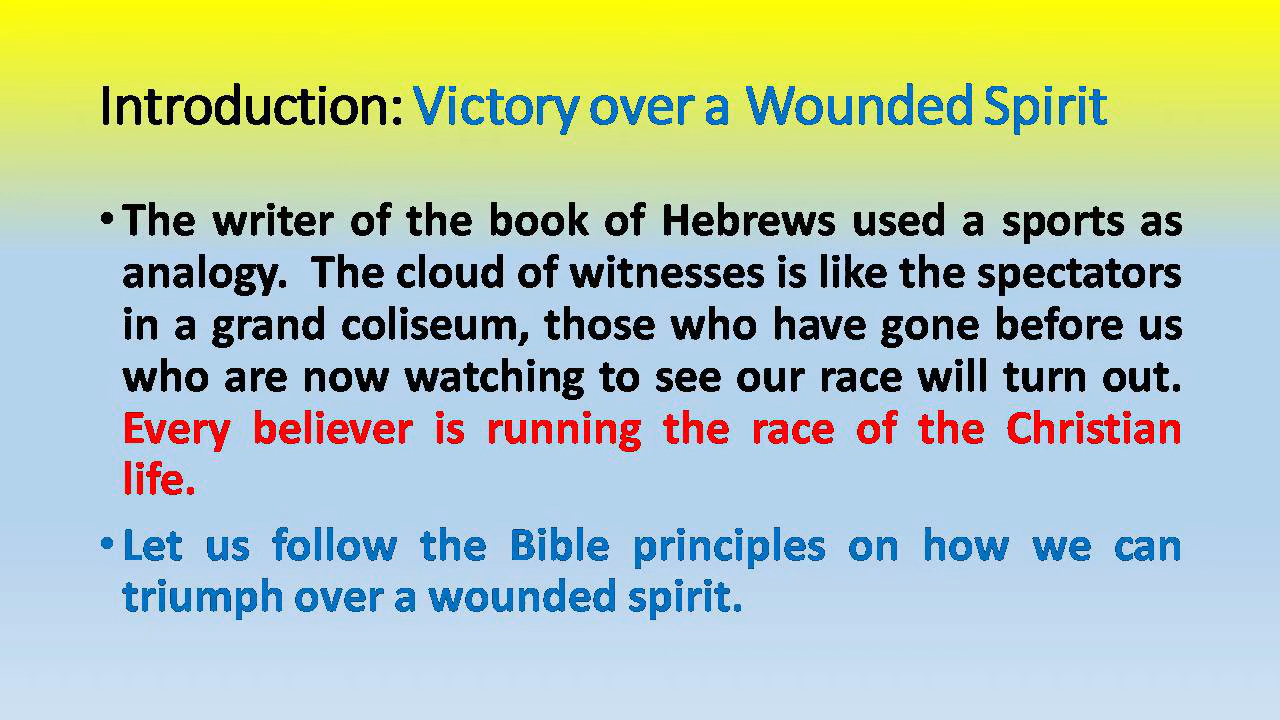 Introduction: Victory over a Wounded Spirit
• The writer of the book of Hebrews used a sports as
analogy. The cloud of witnesses is like the spectators
in a grand coliseum, those who have gone before us
who are now watching to see our race will turn out.
Every believer is running the race of the Christian
life.
• Let us follow the Bible principles on how we can
triumph over a wounded spirit.